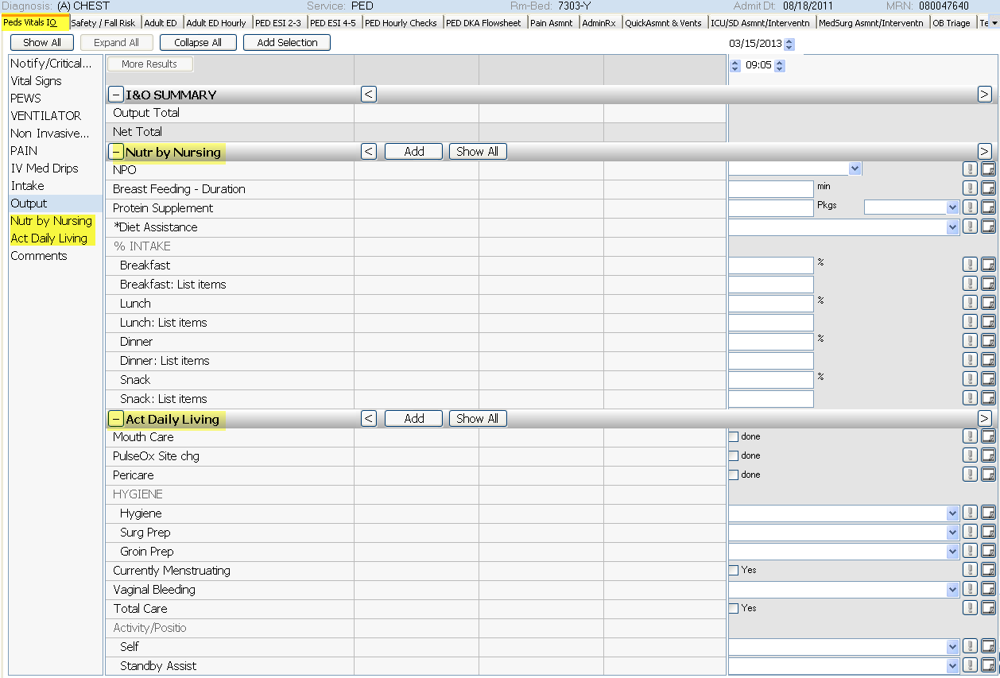 Diagnosis: (A) CHEST Service: PED Rm-Bed: 7303-Y Admit Dt: 08/18/2011 MRN: 080047640
Peds Vitals IO Safety / Fall Risk Adult ED Adult ED Hourly PED ESI 2-3 PED ESI 4-5 PED Hourly Checks PED DKA Flowsheet Pain Asmnt AdminRx QuickAsmnt & Vents ICU/SD Asmnt/Interventn MedSurg Asmnt/Interventn OB Triage Te
Show All Expand All Collapse All Add Selection 03/15/2013
Notify/Critical...
Vital Signs
PEWS
VENTILATOR
Non Invasive...
PAIN
IV Med Drips
Intake
Output
Nutr by Nursing
Act Daily Living
Comments
More Results 09:05
− I&O SUMMARY < >
Output Total
Net Total
− Nutr by Nursing < Add Show All >
NPO
Breast Feeding - Duration min
Protein Supplement Pkgs
*Diet Assistance
% INTAKE
Breakfast %
Breakfast: List items
Lunch %
Lunch: List items
Dinner %
Dinner: List items
Snack %
Snack: List items
− Act Daily Living < Add Show All >
Mouth Care done
PulseOx Site chg done
Pericare done
HYGIENE
Hygiene
Surg Prep
Groin Prep
Currently Menstruating Yes
Vaginal Bleeding
Total Care Yes
Activity/Positio
Self
Standby Assist